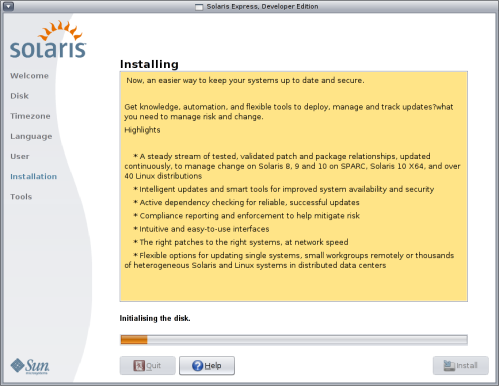 Solaris Express, Developer Edition
solaris
Welcome
Disk
Timezone
Language
User
Installation
Tools
Installing
Now, an easier way to keep your systems up to date and secure.
Get knowledge, automation, and flexible tools to deploy, manage and track updates?what
you need to manage risk and change.
Highlights
* A steady stream of tested, validated patch and package relationships, updated
continuously, to manage change on Solaris 8, 9 and 10 on SPARC, Solaris 10 X64, and over
40 Linux distributions
* Intelligent updates and smart tools for improved system availability and security
* Active dependency checking for reliable, successful updates
* Compliance reporting and enforcement to help mitigate risk
* Intuitive and easy-to-use interfaces
* The right patches to the right systems, at network speed
* Flexible options for updating single systems, small workgroups remotely or thousands
of heterogeneous Solaris and Linux systems in distributed data centers
Initialising the disk.
Sun
microsystems
Quit
Help
Install